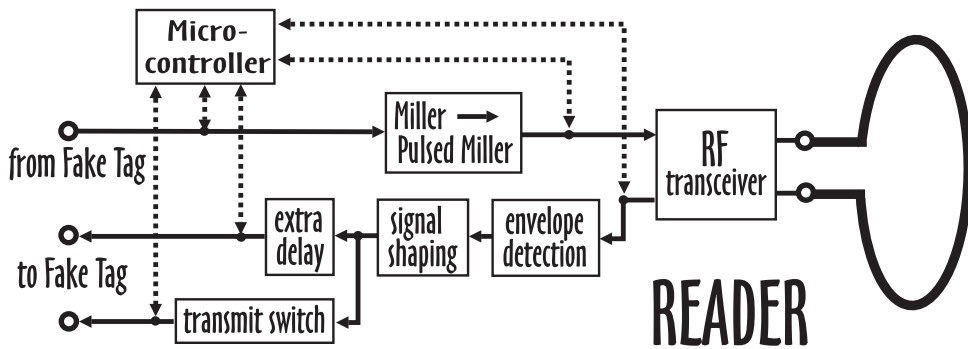 Micro-
controller
Miller
Pulsed Miller
RF
transceiver
from Fake Tag
extra
delay
signal
shaping
envelope
detection
to Fake Tag
transmit switch
READER